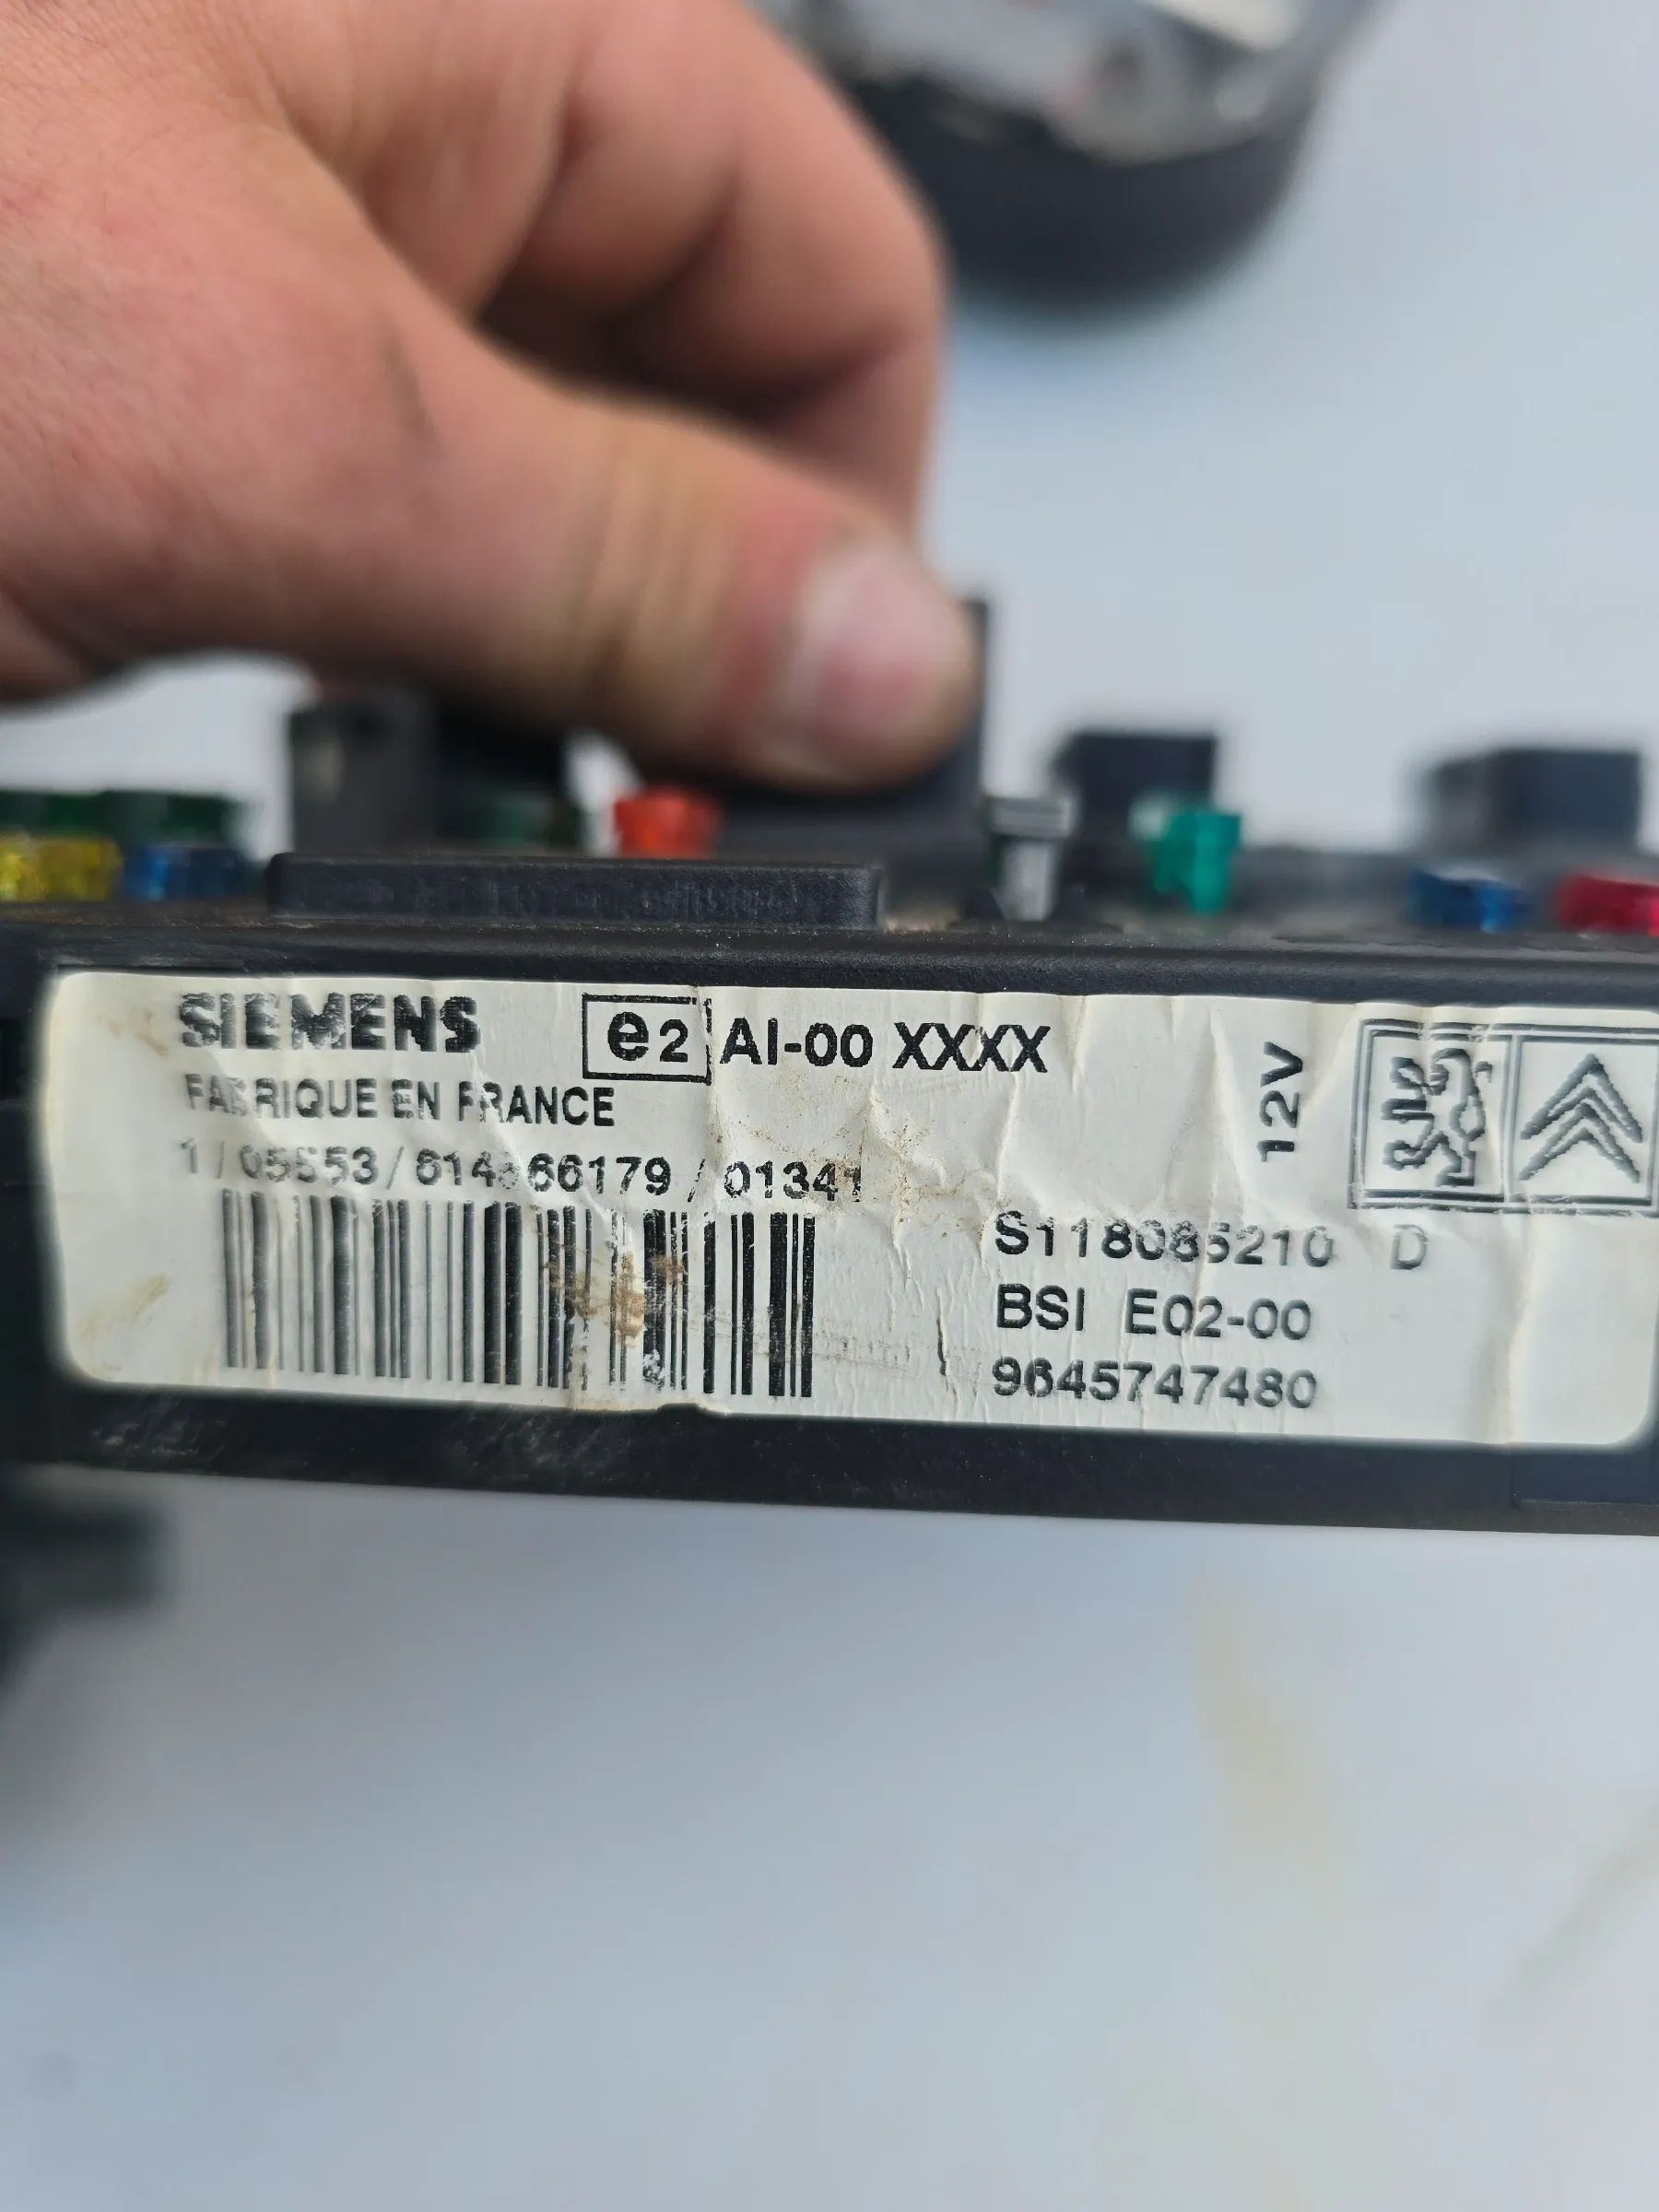 SIEMENS e2 AI-00 XXXX
FABRIQUE EN FRANCE
12V
S118085210 D
BSI E02-00
9645747480